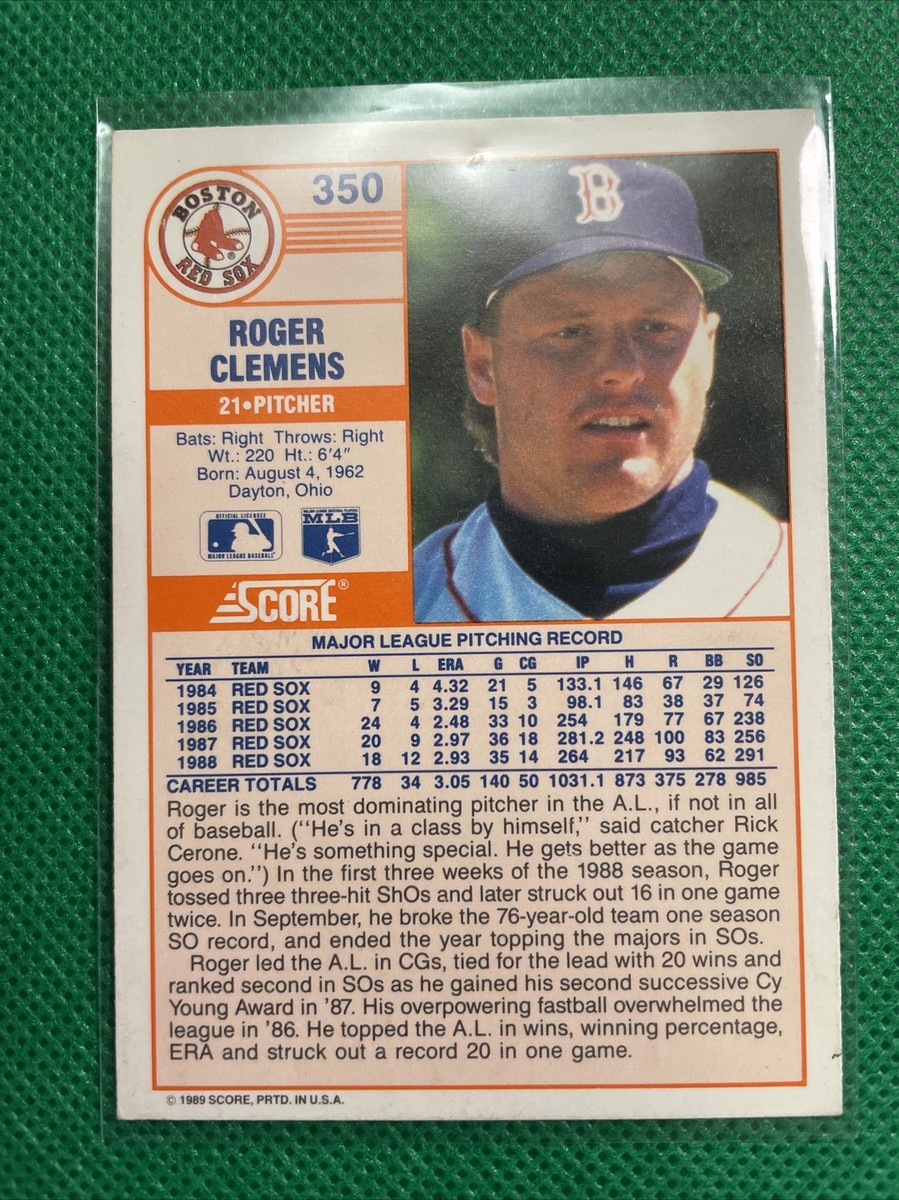 BOSTON
RED SOX
®
350
B
ROGER
CLEMENS
21•PITCHER
Bats: Right Throws: Right
Wt.: 220 Ht.: 6'4"
Born: August 4, 1962
Dayton, Ohio
OFFICIAL LICENSEE
MAJOR LEAGUE BASEBALL
MAJOR LEAGUE BASEBALL PLAYERS
MLB
SCORE®
MAJOR LEAGUE PITCHING RECORD
YEAR TEAM W L ERA G CG IP H R BB SO
1984 RED SOX 9 4 4.32 21 5 133.1 146 67 29 126
1985 RED SOX 7 5 3.29 15 3 98.1 83 38 37 74
1986 RED SOX 24 4 2.48 33 10 254 179 77 67 238
1987 RED SOX 20 9 2.97 36 18 281.2 248 100 83 256
1988 RED SOX 18 12 2.93 35 14 264 217 93 62 291
CAREER TOTALS 778 34 3.05 140 50 1031.1 873 375 278 985
Roger is the most dominating pitcher in the A.L., if not in all
of baseball. ("He's in a class by himself," said catcher Rick
Cerone. "He's something special. He gets better as the game
goes on.") In the first three weeks of the 1988 season, Roger
tossed three three-hit ShOs and later struck out 16 in one game
twice. In September, he broke the 76-year-old team one season
SO record, and ended the year topping the majors in SOs.
Roger led the A.L. in CGs, tied for the lead with 20 wins and
ranked second in SOs as he gained his second successive Cy
Young Award in '87. His overpowering fastball overwhelmed the
league in '86. He topped the A.L. in wins, winning percentage,
ERA and struck out a record 20 in one game.
© 1989 SCORE, PRTD. IN U.S.A.